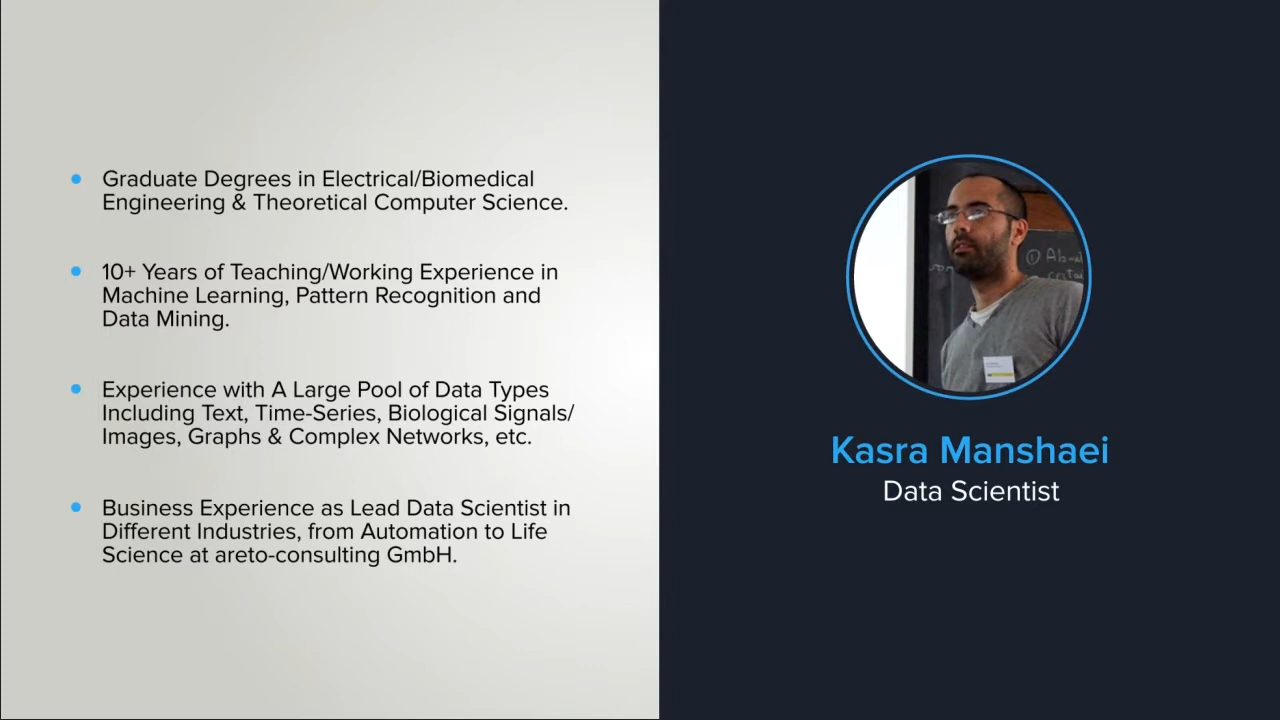 Graduate Degrees in Electrical/Biomedical
Engineering & Theoretical Computer Science.
10+ Years of Teaching/Working Experience in
Machine Learning, Pattern Recognition and
Data Mining.
Experience with A Large Pool of Data Types
Including Text, Time-Series, Biological Signals/
Images, Graphs & Complex Networks, etc.
Business Experience as Lead Data Scientist in
Different Industries, from Automation to Life
Science at areto-consulting GmbH.
Kasra Manshaei
Data Scientist